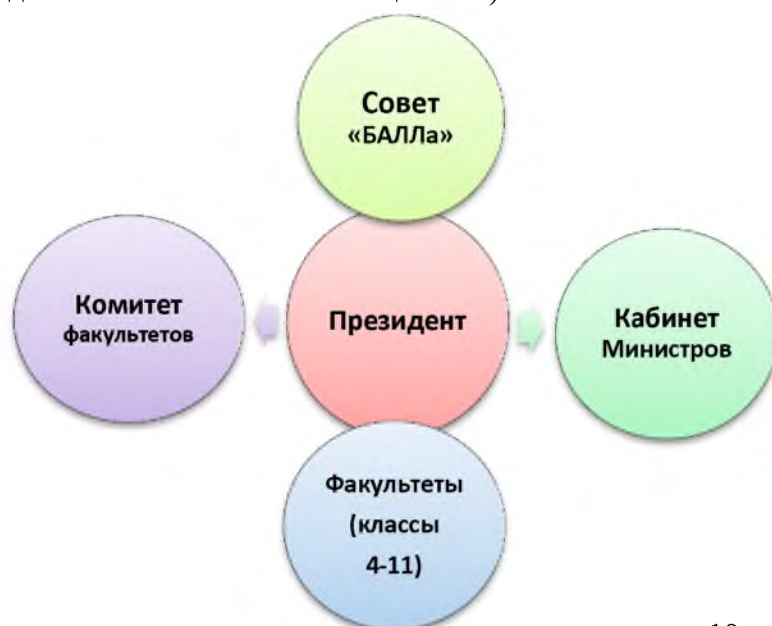 Совет
«БАЛЛа»
Комитет
факультетов
Президент
Кабинет
Министров
Факультеты
(классы
4-11)